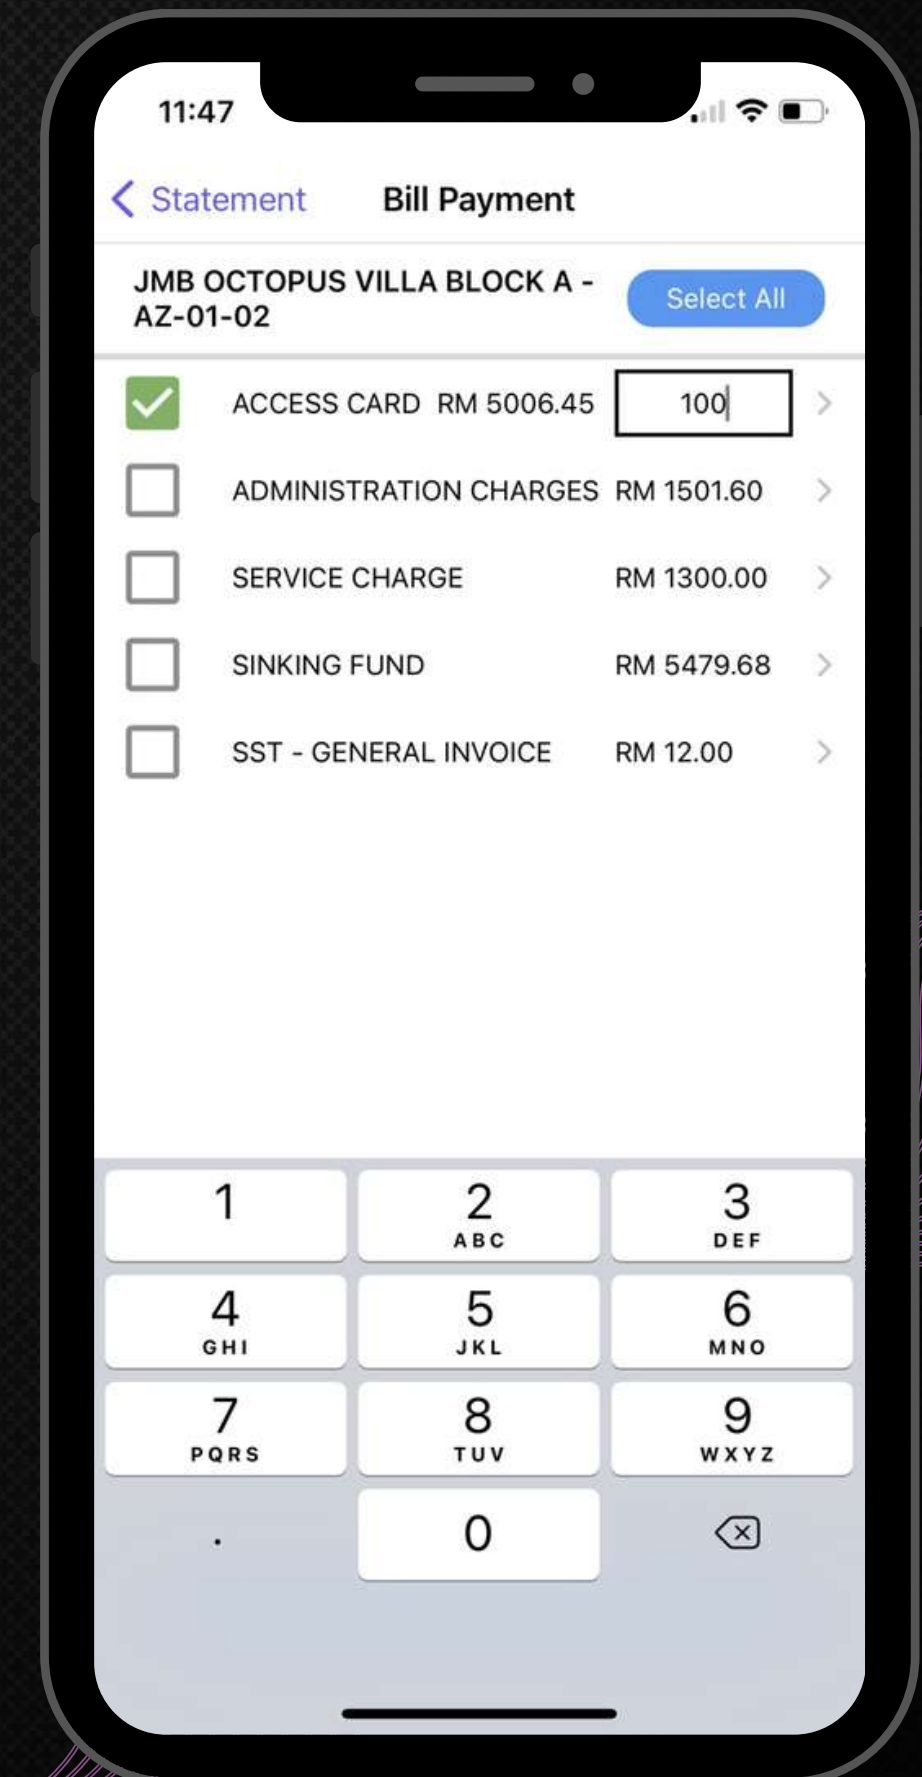 11:47
Statement Bill Payment
JMB OCTOPUS VILLA BLOCK A -
AZ-01-02
Select All
ACCESS CARD RM 5006.45 100
ADMINISTRATION CHARGES RM 1501.60
SERVICE CHARGE RM 1300.00
SINKING FUND RM 5479.68
SST - GENERAL INVOICE RM 12.00
1 2 3
ABC DEF
4 5 6
GHI JKL MNO
7 8 9
PQRS TUV WXYZ
. 0